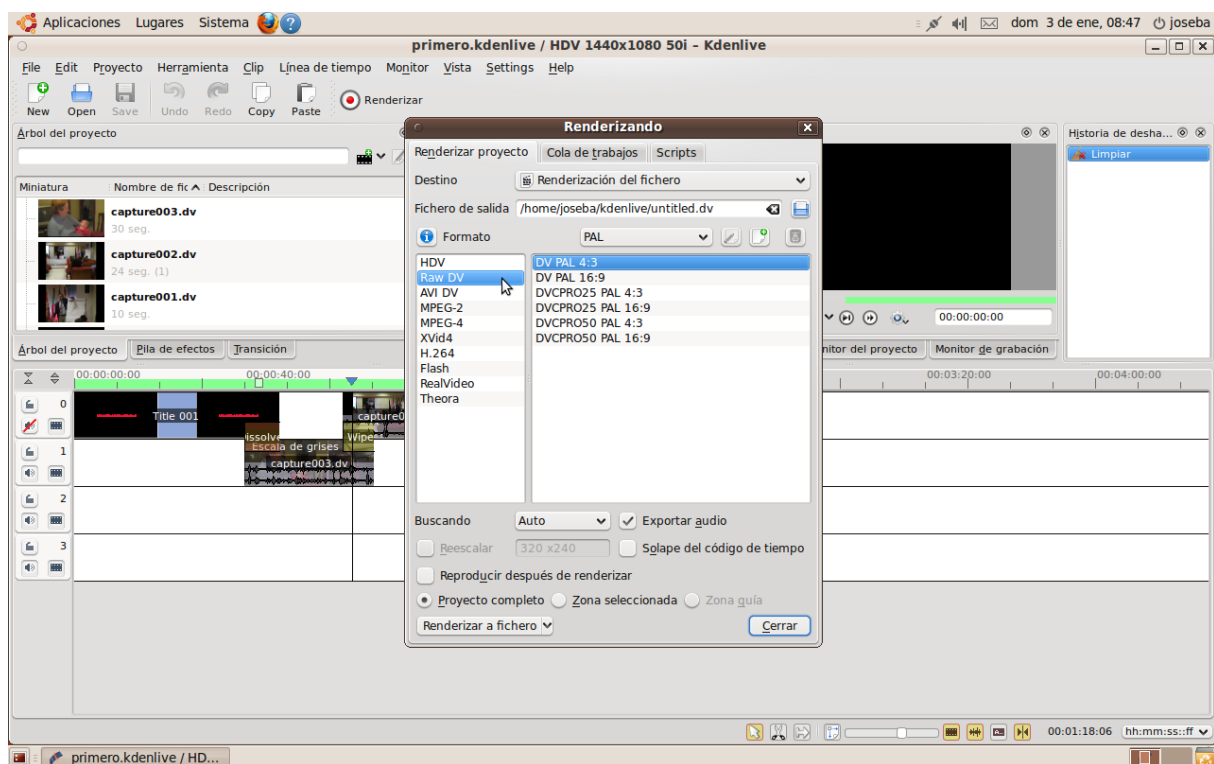 Aplicaciones Lugares Sistema dom 3 de ene, 08:47 joseba
primero.kdenlive / HDV 1440x1080 50i – Kdenlive
File Edit Proyecto Herramienta Clip Línea de tiempo Monitor Vista Settings Help
New Open Save Undo Redo Copy Paste Renderizar
Árbol del proyecto
Miniatura Nombre de fic Descripción
capture003.dv
30 seg.
capture002.dv
24 seg. (1)
capture001.dv
10 seg.
Árbol del proyecto Pila de efectos Transición
Renderizando
Renderizar proyecto Cola de trabajos Scripts
Destino Renderización del fichero
Fichero de salida /home/joseba/kdenlive/untitled.dv
Formato PAL
HDV
Raw DV
AVI DV
MPEG-2
MPEG-4
XVid4
H.264
Flash
RealVideo
Theora
DV PAL 4:3
DV PAL 16:9
DVCPRO25 PAL 4:3
DVCPRO25 PAL 16:9
DVCPRO50 PAL 4:3
DVCPRO50 PAL 16:9
Buscando Auto Exportar audio
Reescalar 320 x240 Solape del código de tiempo
Reproducir después de renderizar
Proyecto completo Zona seleccionada Zona guía
Renderizar a fichero Cerrar
Historia de desha...
Limpiar
00:00:00:00
nitor del proyecto Monitor de grabación
00:00:00:00 00:00:40:00 00:03:20:00 00:04:00:00
0
Title 001 capture0
issolve Wipe
1
Escala de grises
capture003.dv
2
3
00:01:18:06 hh:mm:ss::ff
primero.kdenlive / HD...